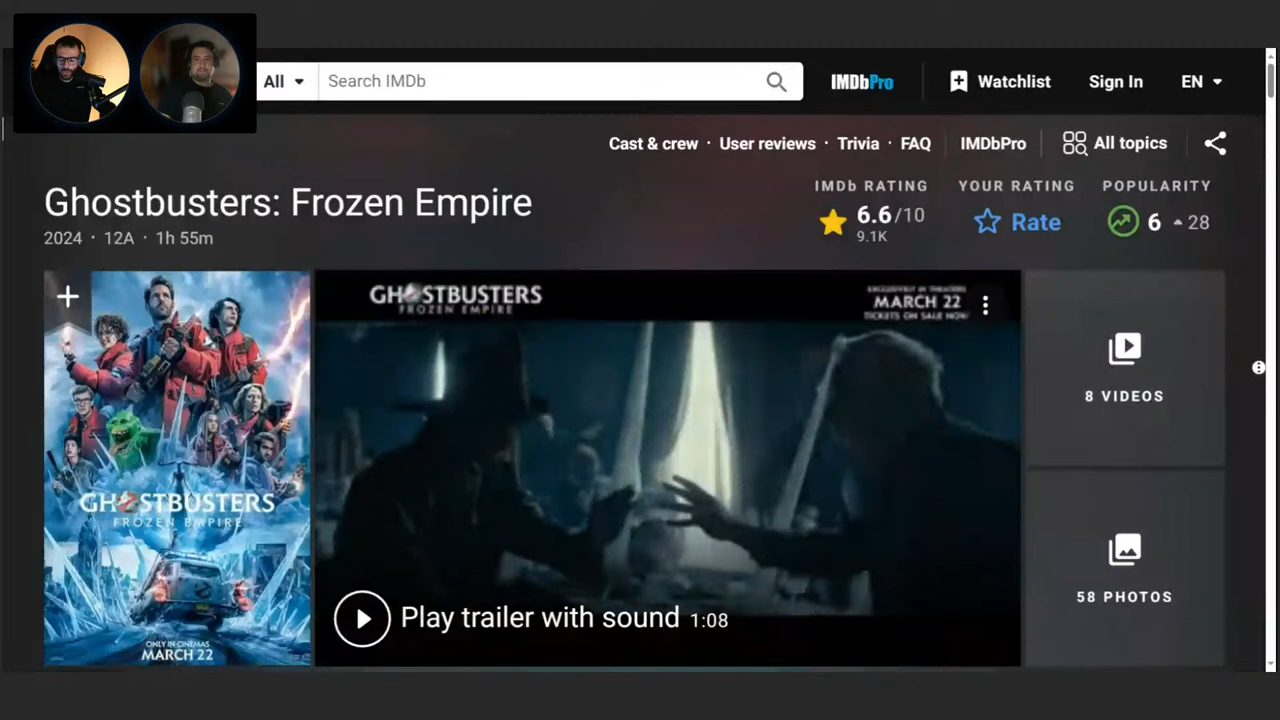 All
Search IMDb
IMDbPro
Watchlist
Sign In
EN
Cast & crew · User reviews · Trivia · FAQ
IMDbPro
All topics
Ghostbusters: Frozen Empire
2024 · 12A · 1h 55m
IMDb RATING
6.6/10
9.1K
YOUR RATING
Rate
POPULARITY
6
28
GHOSTBUSTERS
FROZEN EMPIRE
ONLY IN CINEMAS
MARCH 22
GHOSTBUSTERS
FROZEN EMPIRE
EXCLUSIVELY IN THEATERS
MARCH 22
TICKETS ON SALE NOW
Play trailer with sound 1:08
8 VIDEOS
58 PHOTOS